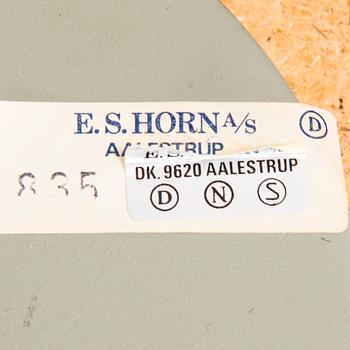 E.S.HORN A/S D
AALESTRUP
E.S.
835
DK. 9620 AALESTRUP
D N S